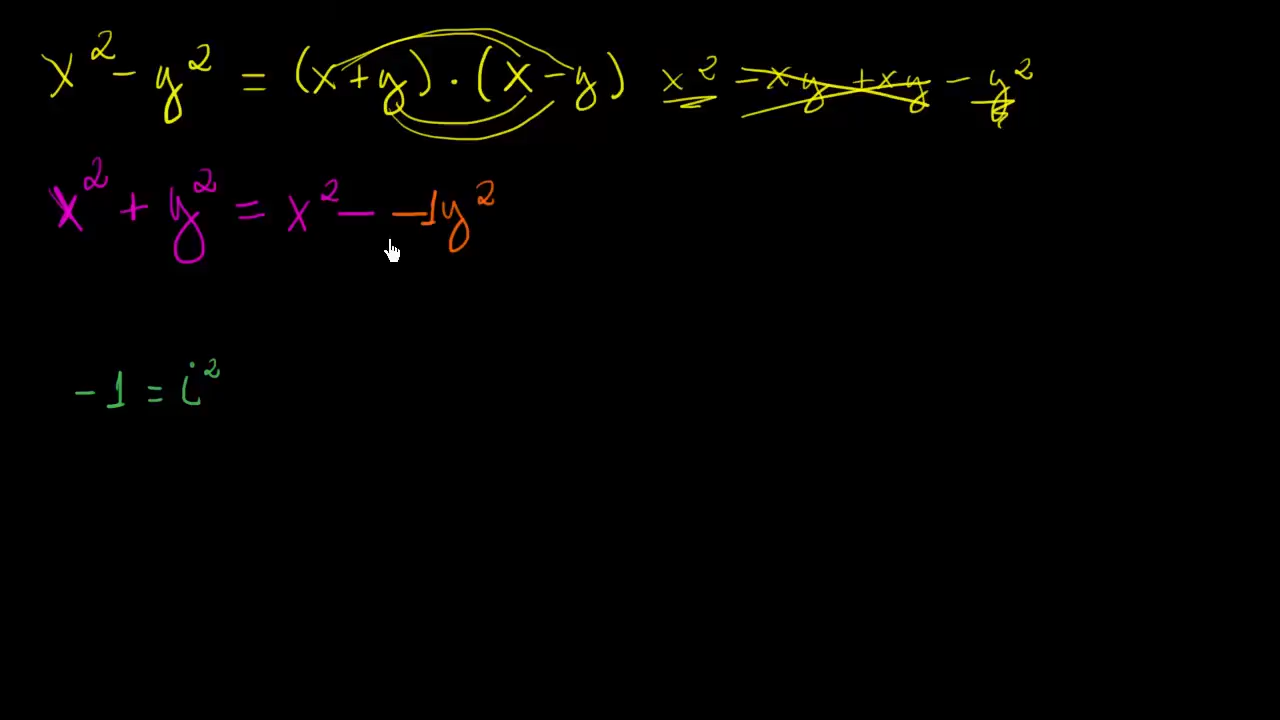 x² - y² = (x + y) · (x - y) x² - xy + xy - y²
x² + y² = x² - -1y²
-1 = i²